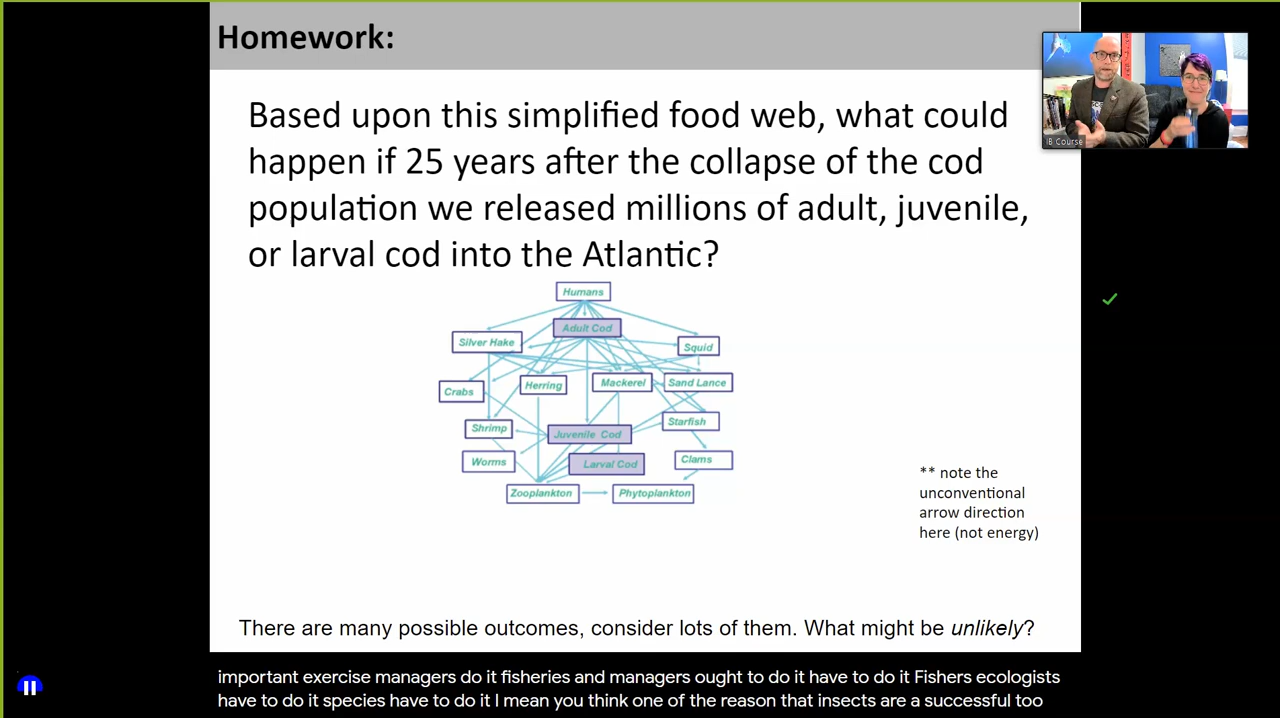 Homework:
Based upon this simplified food web, what could
happen if 25 years after the collapse of the cod
population we released millions of adult, juvenile,
or larval cod into the Atlantic?
IB Course
Humans
Adult Cod
Silver Hake
Squid
Crabs
Herring
Mackerel
Sand Lance
Shrimp
Juvenile Cod
Starfish
Worms
Larval Cod
Clams
Zooplankton
Phytoplankton
** note the
unconventional
arrow direction
here (not energy)
There are many possible outcomes, consider lots of them. What might be unlikely?
important exercise managers do it fisheries and managers ought to do it have to do it Fishers ecologists
have to do it species have to do it I mean you think one of the reason that insects are a successful too